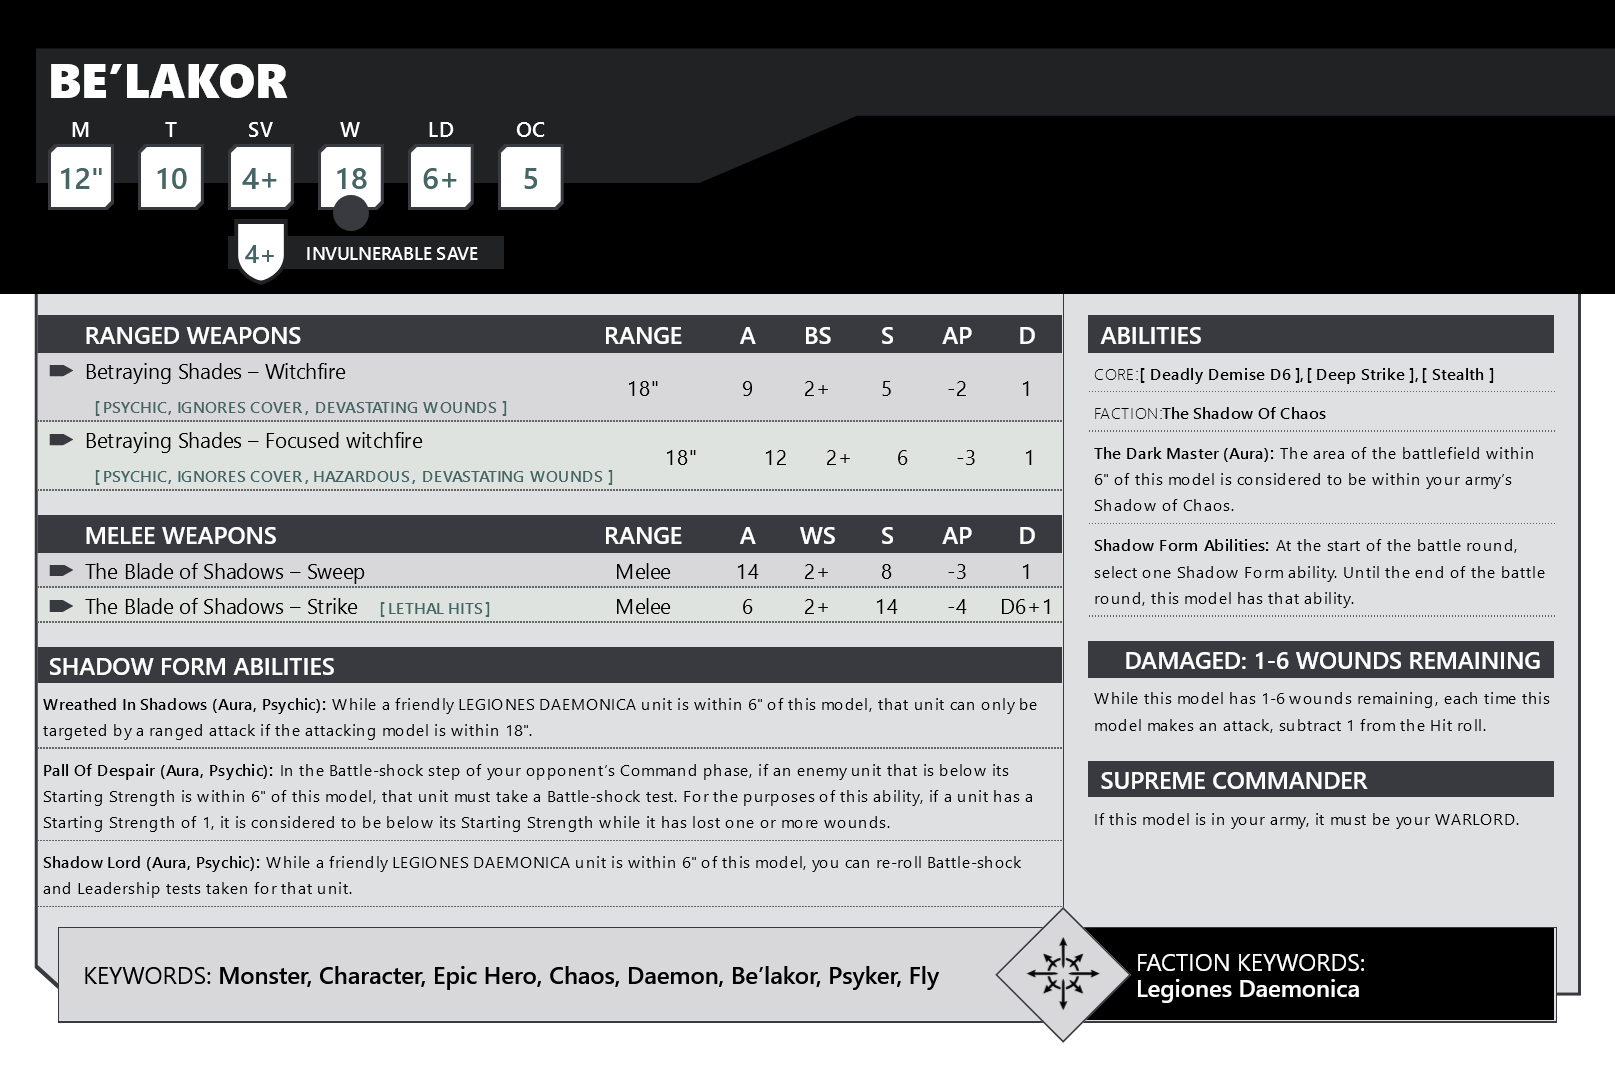 BE’LAKOR
M T SV W LD OC
12" 10 4+ 18 6+ 5
4+ INVULNERABLE SAVE
RANGED WEAPONS RANGE A BS S AP D
Betraying Shades – Witchfire
18" 9 2+ 5 -2 1
[ PSYCHIC, IGNORES COVER, DEVASTATING WOUNDS ]
Betraying Shades – Focused witchfire
18" 12 2+ 6 -3 1
[ PSYCHIC, IGNORES COVER, HAZARDOUS, DEVASTATING WOUNDS ]
MELEE WEAPONS RANGE A WS S AP D
The Blade of Shadows – Sweep Melee 14 2+ 8 -3 1
The Blade of Shadows – Strike [ LETHAL HITS ] Melee 6 2+ 14 -4 D6+1
SHADOW FORM ABILITIES
Wreathed In Shadows (Aura, Psychic): While a friendly LEGIONES DAEMONICA unit is within 6" of this model, that unit can only be
targeted by a ranged attack if the attacking model is within 18".
Pall Of Despair (Aura, Psychic): In the Battle-shock step of your opponent’s Command phase, if an enemy unit that is below its
Starting Strength is within 6" of this model, that unit must take a Battle-shock test. For the purposes of this ability, if a unit has a
Starting Strength of 1, it is considered to be below its Starting Strength while it has lost one or more wounds.
Shadow Lord (Aura, Psychic): While a friendly LEGIONES DAEMONICA unit is within 6" of this model, you can re-roll Battle-shock
and Leadership tests taken for that unit.
ABILITIES
CORE:[ Deadly Demise D6 ], [ Deep Strike ], [ Stealth ]
FACTION:The Shadow Of Chaos
The Dark Master (Aura): The area of the battlefield within
6" of this model is considered to be within your army’s
Shadow of Chaos.
Shadow Form Abilities: At the start of the battle round,
select one Shadow Form ability. Until the end of the battle
round, this model has that ability.
DAMAGED: 1-6 WOUNDS REMAINING
While this model has 1-6 wounds remaining, each time this
model makes an attack, subtract 1 from the Hit roll.
SUPREME COMMANDER
If this model is in your army, it must be your WARLORD.
KEYWORDS: Monster, Character, Epic Hero, Chaos, Daemon, Be‘lakor, Psyker, Fly
FACTION KEYWORDS:
Legiones Daemonica